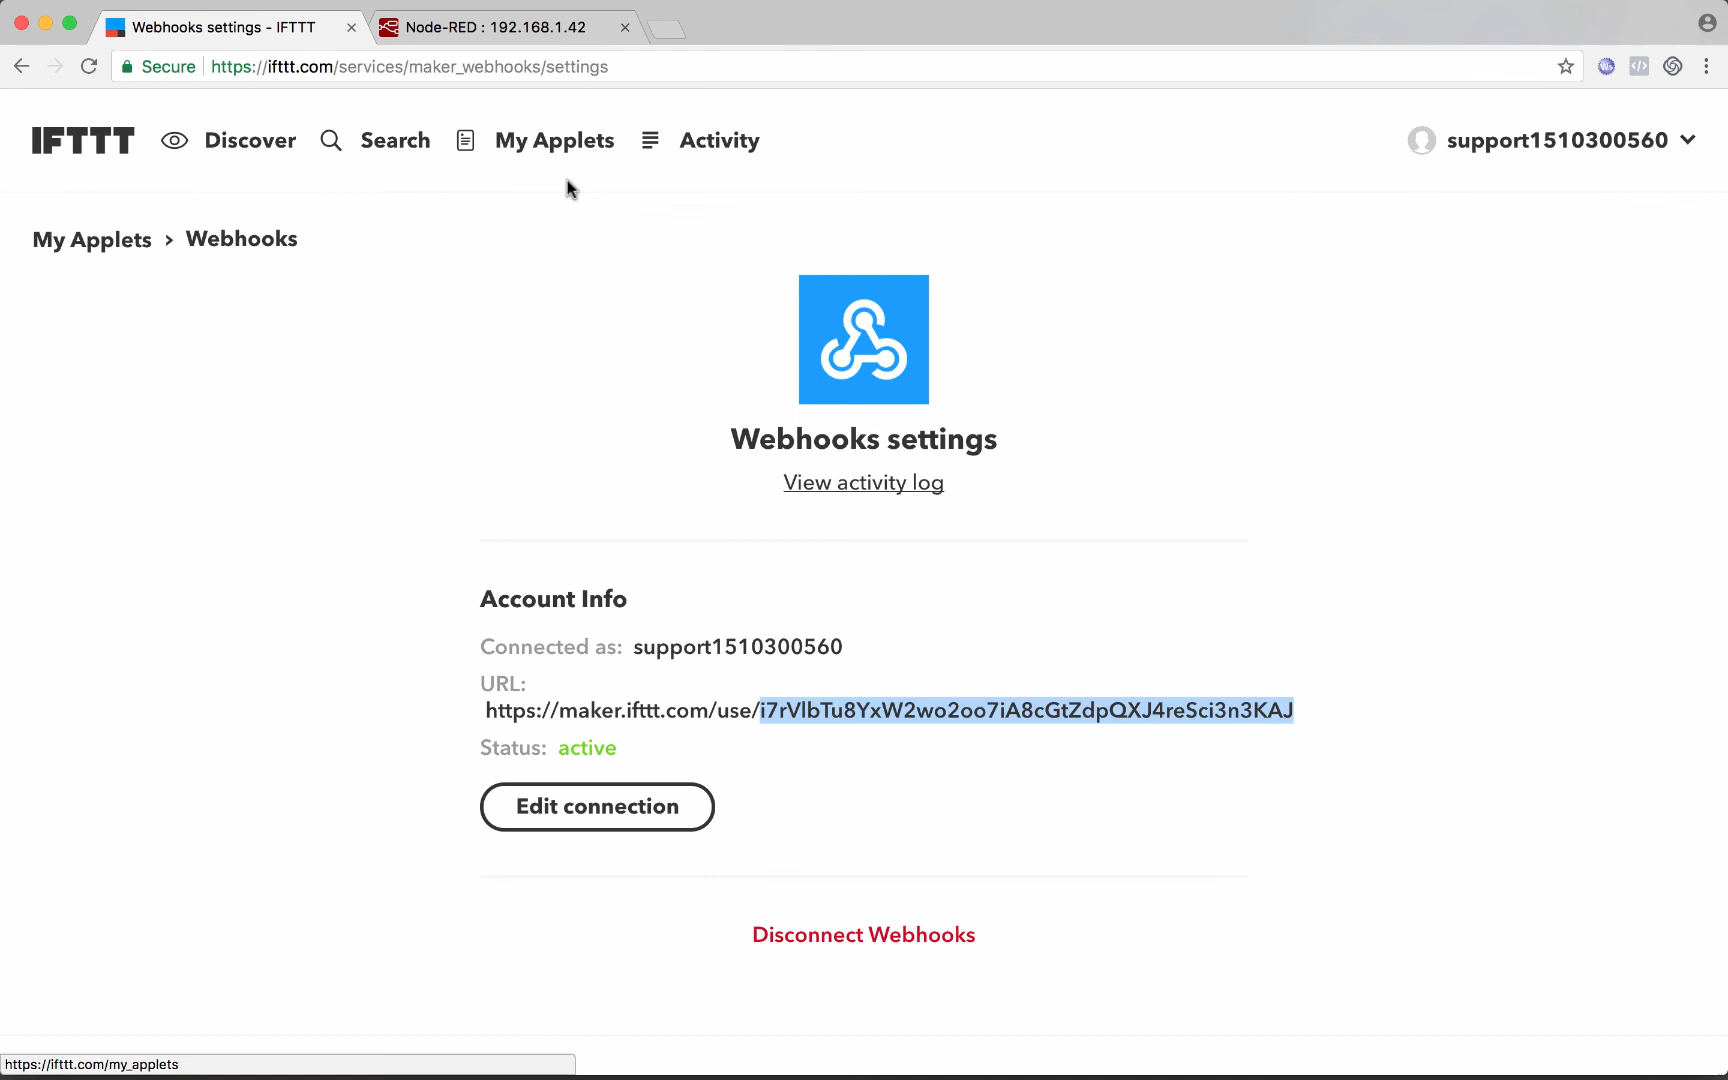 Webhooks settings - IFTTT
Node-RED : 192.168.1.42
Secure https://ifttt.com/services/maker_webhooks/settings
IFTTT Discover Search My Applets Activity support1510300560
My Applets › Webhooks
Webhooks settings
View activity log
Account Info
Connected as: support1510300560
URL:
https://maker.ifttt.com/use/i7rVlbTu8YxW2wo2oo7iA8cGtZdpQXJ4reSci3n3KAJ
Status: active
Edit connection
Disconnect Webhooks
https://ifttt.com/my_applets